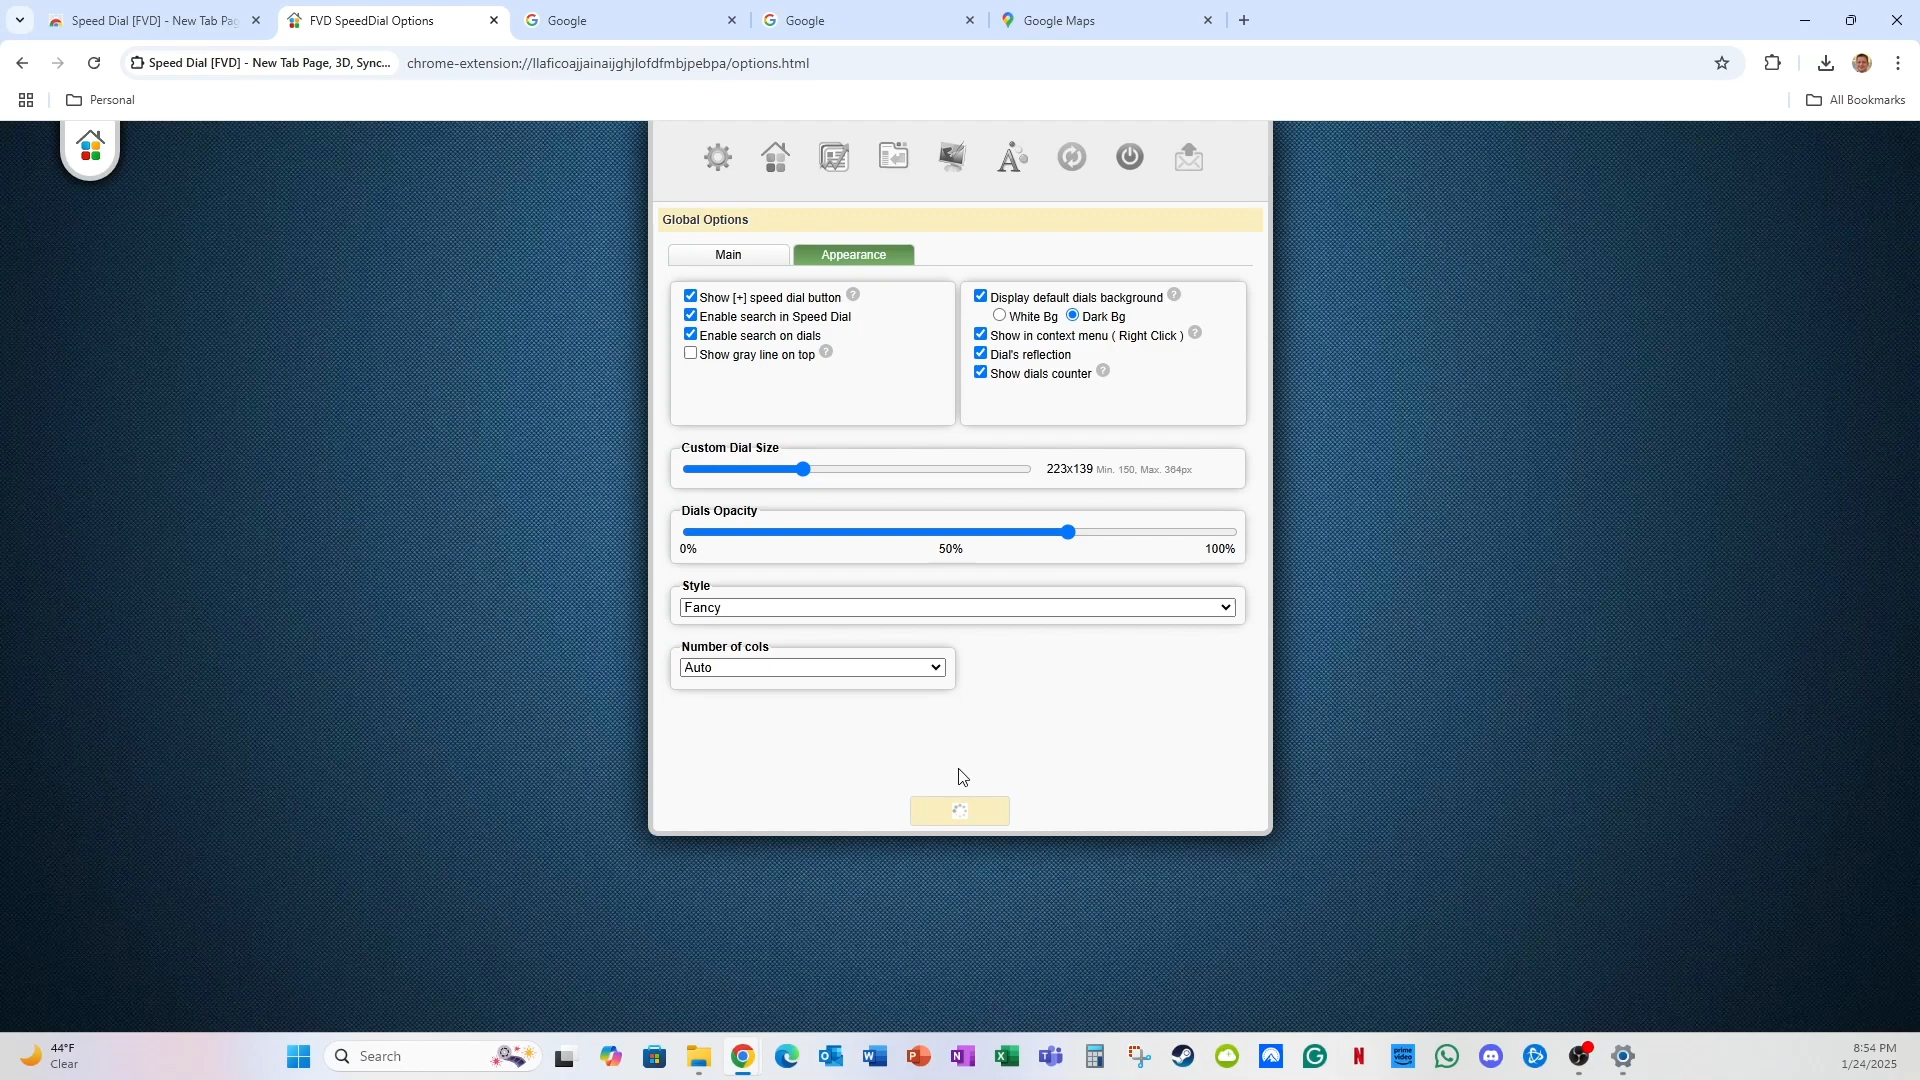 Speed Dial [FVD] - New Tab Pag
FVD SpeedDial Options
Google
Google
Google Maps
Speed Dial [FVD] - New Tab Page, 3D, Sync...
chrome-extension://llaficoajjainaijghjlofdfmbjpebpa/options.html
Personal
All Bookmarks
Global Options
Main
Appearance
Show [+] speed dial button ?
Enable search in Speed Dial
Enable search on dials
Show gray line on top ?
Display default dials background ?
White Bg Dark Bg
Show in context menu ( Right Click ) ?
Dial's reflection
Show dials counter ?
Custom Dial Size
223x139 Min. 150, Max. 364px
Dials Opacity
0% 50% 100%
Style
Fancy
Number of cols
Auto
44°F
Clear
Search
prime video
8:54 PM
1/24/2025